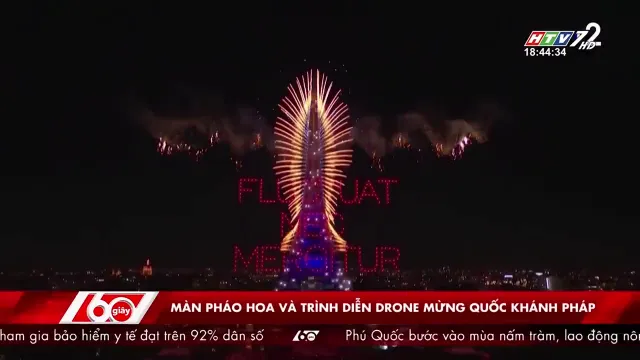 HTV7 HD
18:44:34
FLUCTUAT
NEC
MERGITUR
60 giây
MÀN PHÁO HOA VÀ TRÌNH DIỄN DRONE MỪNG QUỐC KHÁNH PHÁP
ham gia bảo hiểm y tế đạt trên 92% dân số 60 Phú Quốc bước vào mùa nấm tràm, lao động nô